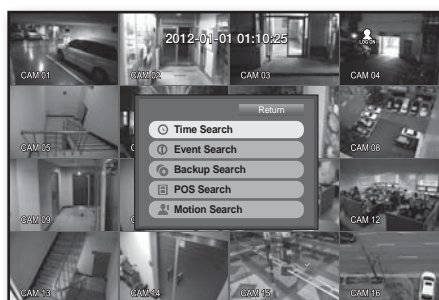 2012-01-01 01:10:25
LOG ON
CAM 01
CAM 02
CAM 03
CAM 04
Return
Time Search
Event Search
Backup Search
POS Search
Motion Search
CAM 05
CAM 08
CAM 09
CAM 12
CAM 13
CAM 14
CAM 15
CAM 16